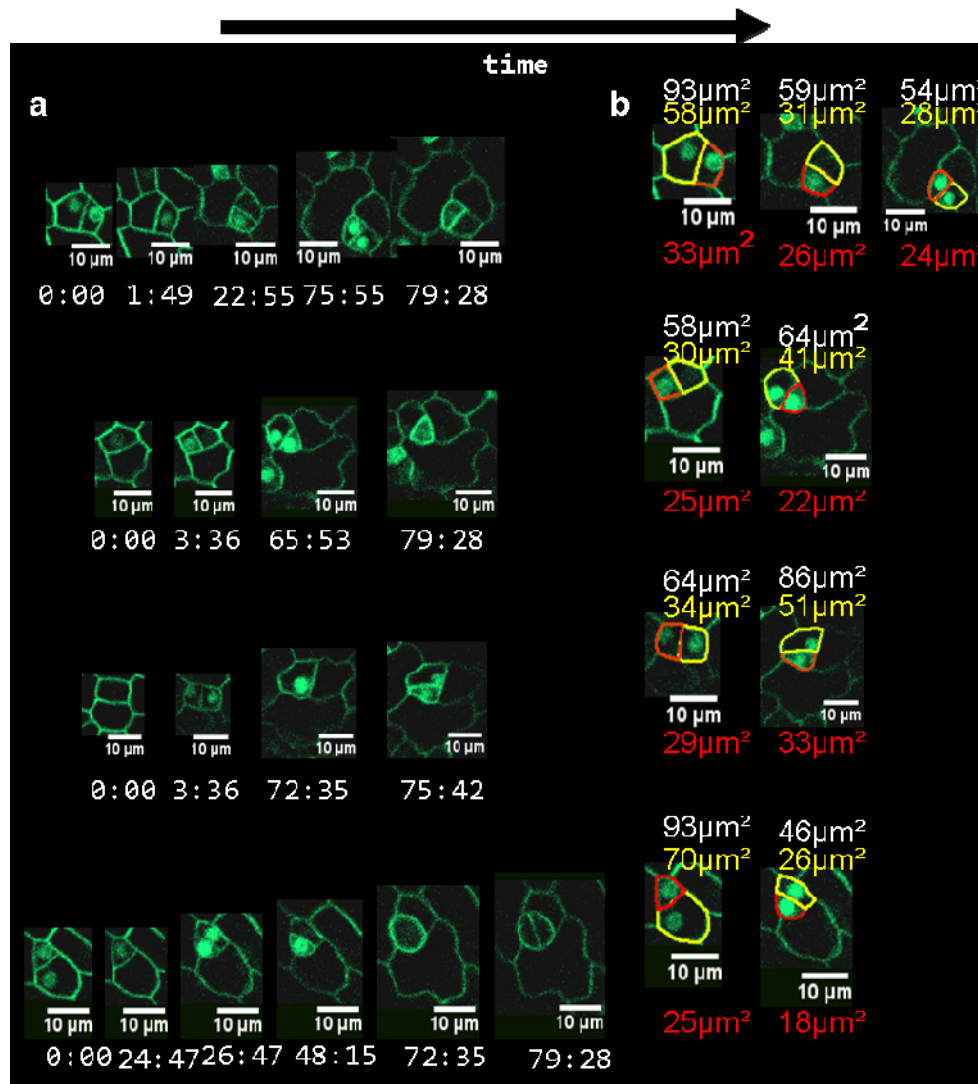 time
a
10 µm 10 µm 10 µm 10 µm 10 µm
0:00 1:49 22:55 75:55 79:28
10 µm 10 µm 10 µm 10 µm
0:00 3:36 65:53 79:28
10 µm 10 µm 10 µm 10 µm
0:00 3:36 72:35 75:42
10 µm 10 µm 10 µm 10 µm 10 µm 10 µm
0:00 24:47 26:47 48:15 72:35 79:28
b
93µm² 59µm² 54µm²
58µm² 31µm² 28µm²
10 µm 10 µm 10 µm
33µm² 26µm² 24µm²
58µm² 64µm²
30µm² 41µm²
10 µm 10 µm
25µm² 22µm²
64µm² 86µm²
34µm² 51µm²
10 µm 10 µm
29µm² 33µm²
93µm² 46µm²
70µm² 26µm²
10 µm 10 µm
25µm² 18µm²